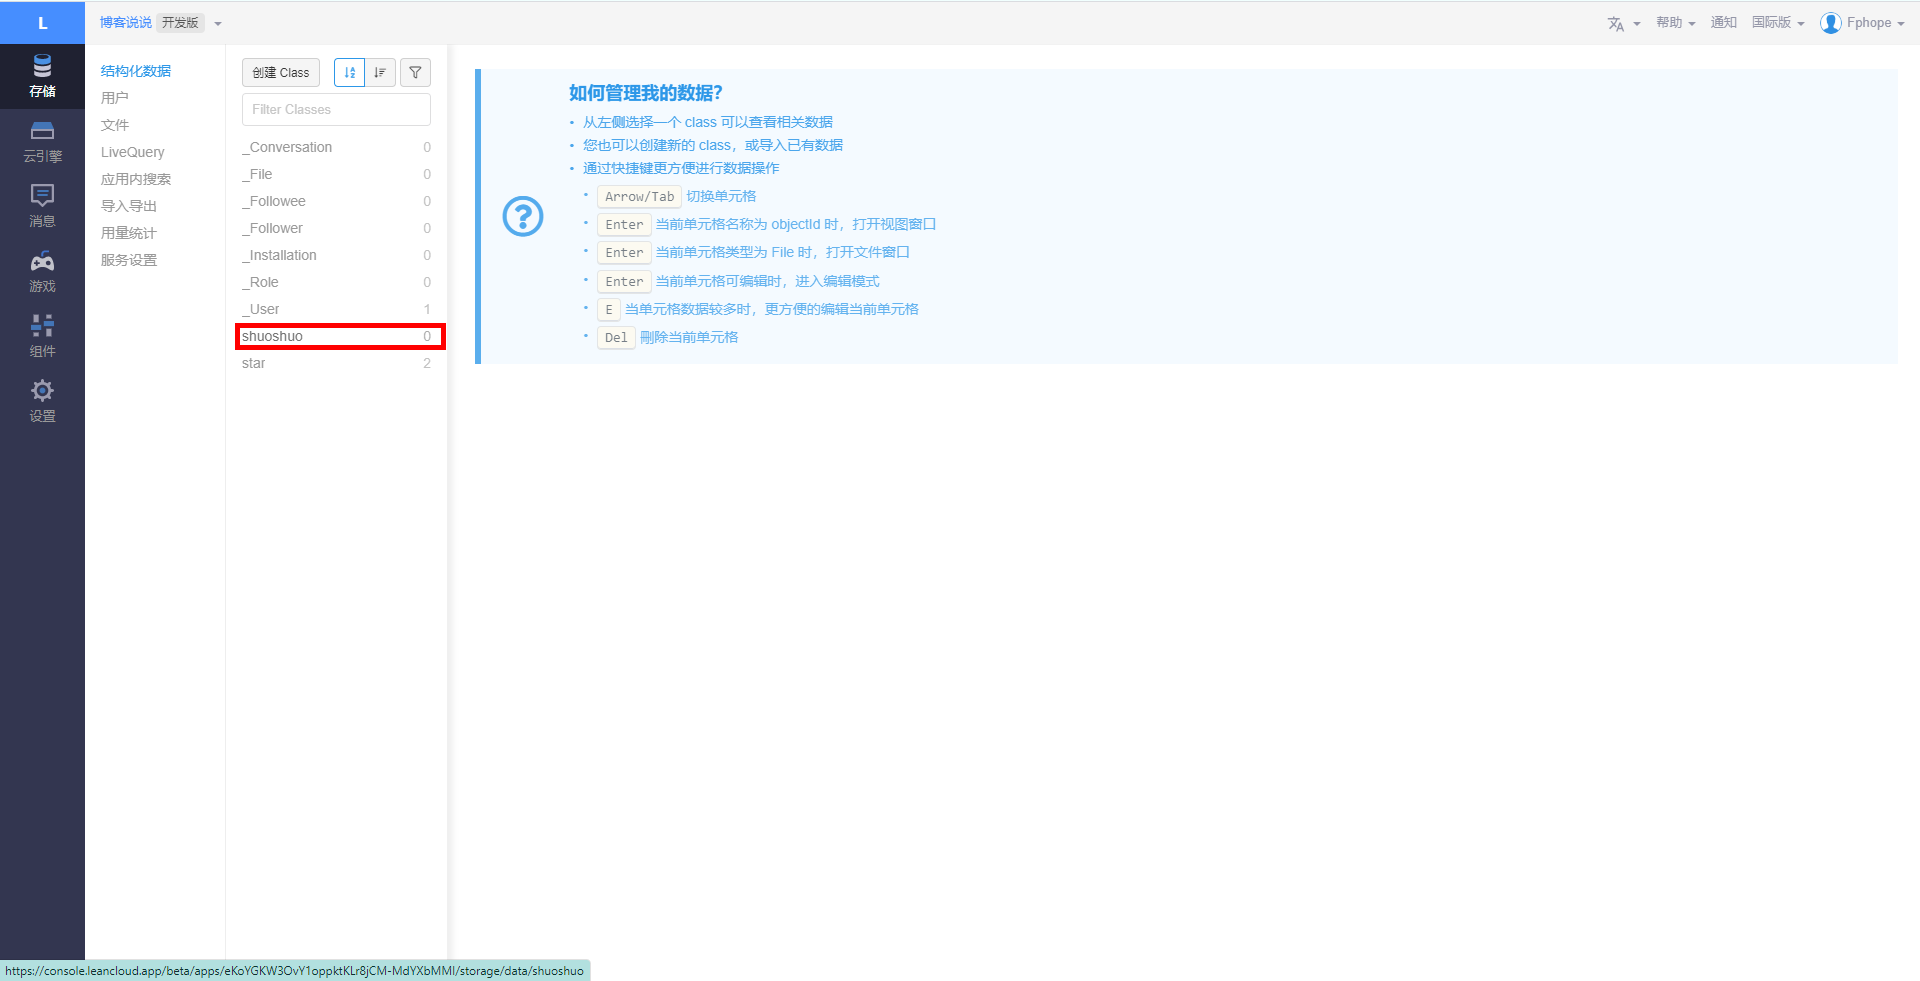 L
博客说说 开发版
帮助
通知
国际版
Fphope
存储
云引擎
消息
游戏
组件
设置
结构化数据
用户
文件
LiveQuery
应用内搜索
导入导出
用量统计
服务设置
创建 Class
Filter Classes
_Conversation 0
_File 0
_Followee 0
_Follower 0
_Installation 0
_Role 0
_User 1
shuoshuo 0
star 2
如何管理我的数据?
• 从左侧选择一个 class 可以查看相关数据
• 您也可以创建新的 class，或导入已有数据
• 通过快捷键更方便进行数据操作
• Arrow/Tab 切换单元格
• Enter 当前单元格名称为 objectId 时，打开视图窗口
• Enter 当前单元格类型为 File 时，打开文件窗口
• Enter 当前单元格可编辑时，进入编辑模式
• E 当单元格数据较多时，更方便的编辑当前单元格
• Del 刪除当前单元格
https://console.leancloud.app/beta/apps/eKoYGKW3OvY1oppktKLr8jCM-MdYXbMMI/storage/data/shuoshuo